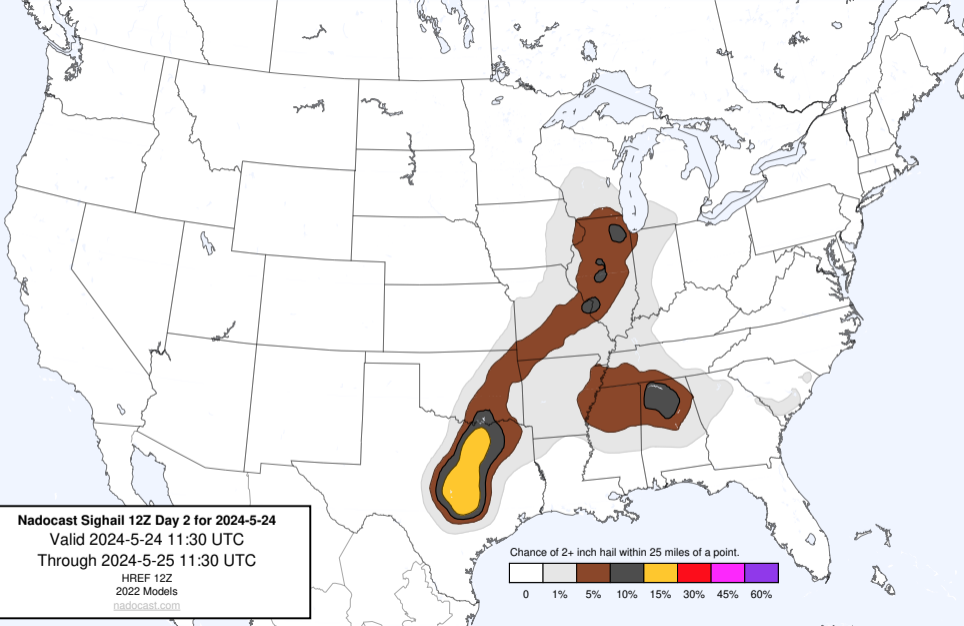 Nadocast Sighail 12Z Day 2 for 2024-5-24
Valid 2024-5-24 11:30 UTC
Through 2024-5-25 11:30 UTC
HREF 12Z
2022 Models
nadocast.com
Chance of 2+ inch hail within 25 miles of a point.
0 1% 5% 10% 15% 30% 45% 60%